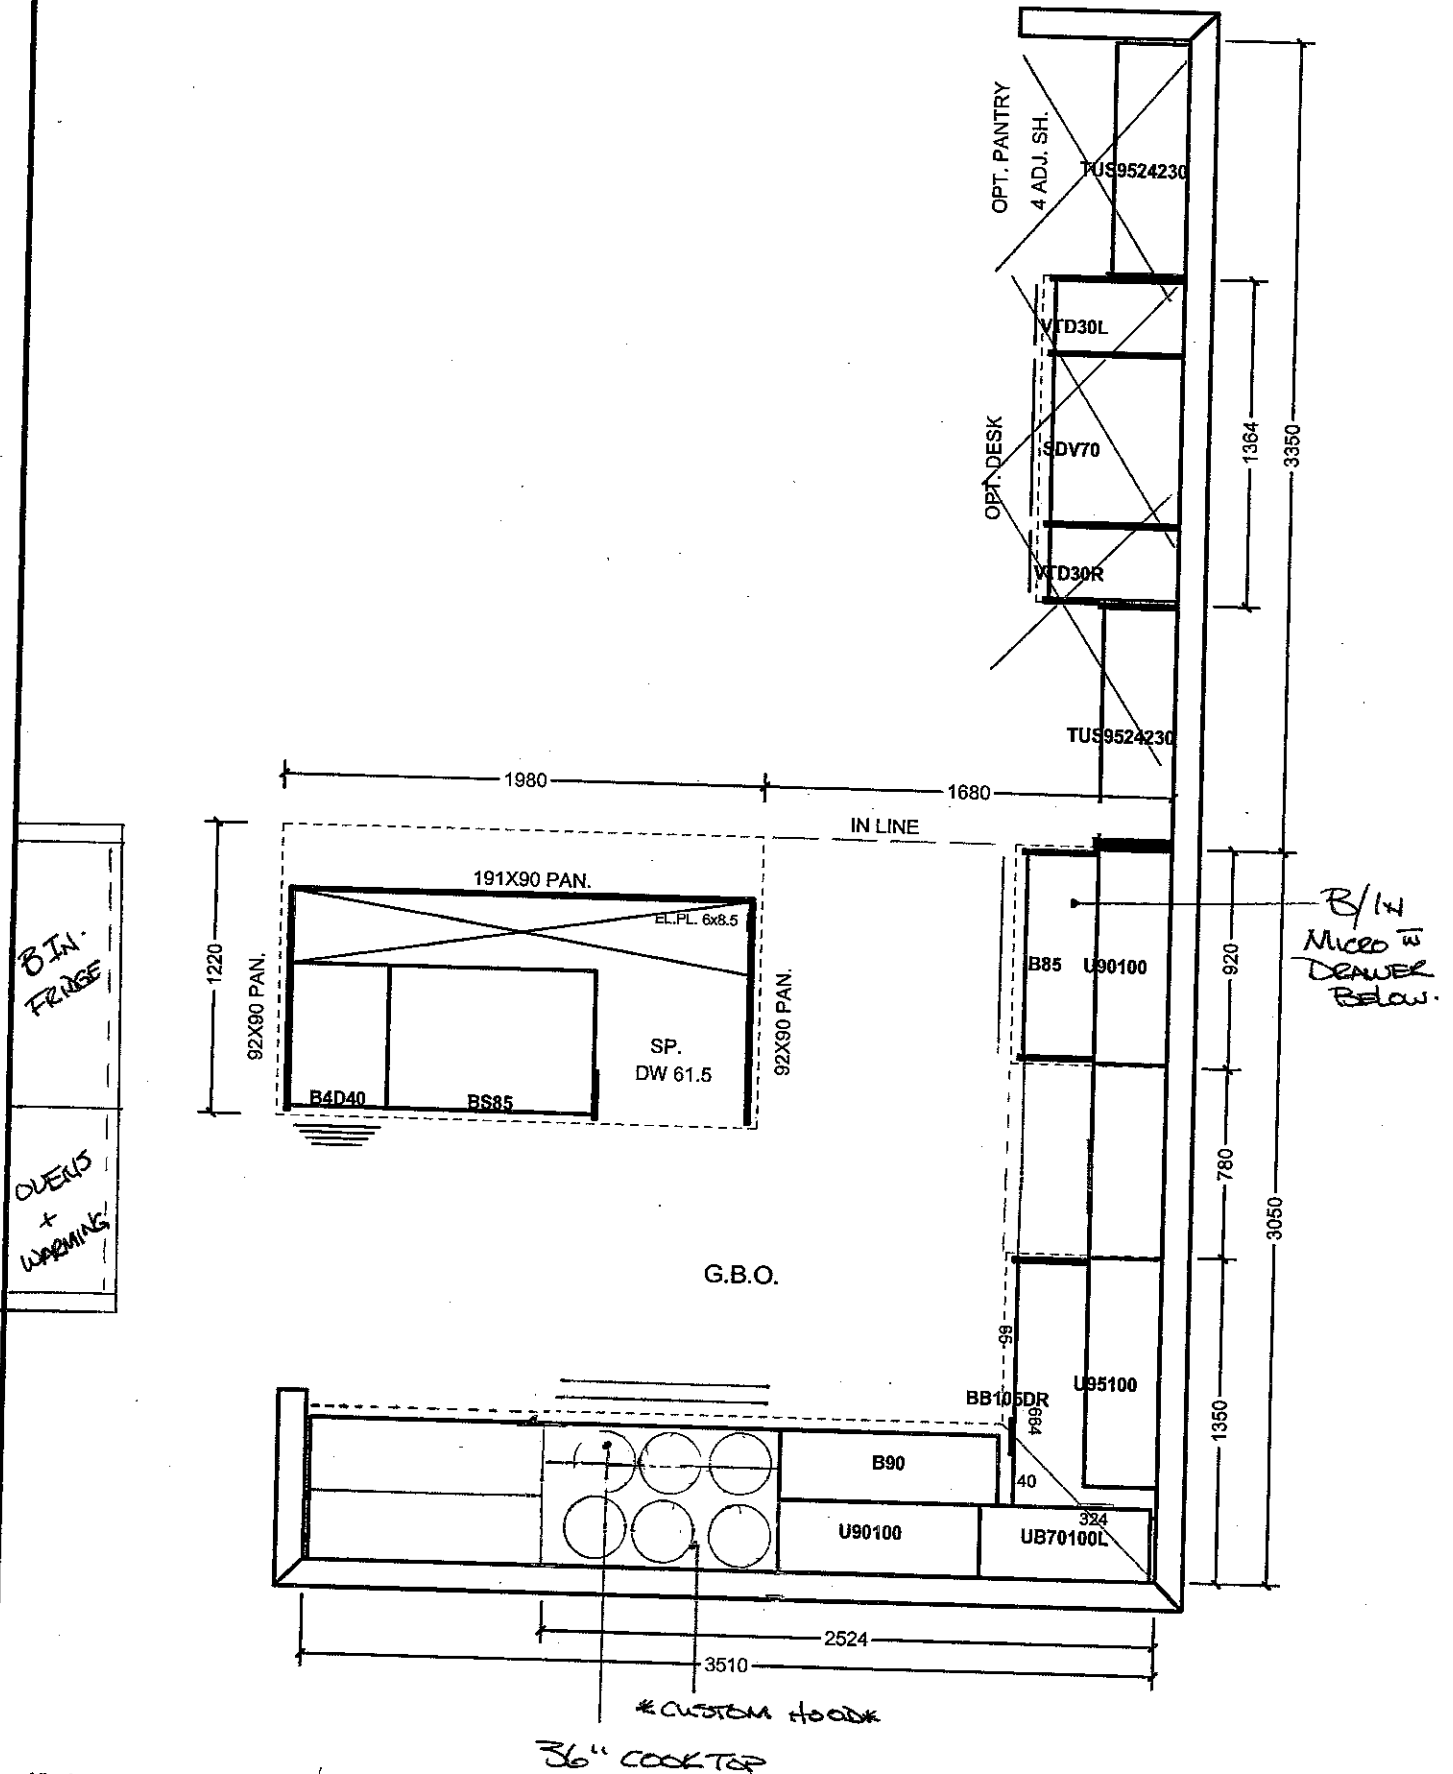 OPT. PANTRY
4 ADJ. SH.
TUS9524230
VTD30L
OPT. DESK
SDV70
1364
3350
VTD30R
TUS9524230
1980
1680
IN LINE
191X90 PAN.
EL.PL. 6x8.5
1220
92X90 PAN.
92X90 PAN.
SP.
DW 61.5
B4D40
BS85
B IN.
FRIDGE
OVENS
+
WARMING
B85
U90100
920
B/IN
MICRO W
DRAWER
BELOW.
780
3050
G.B.O.
99
BB105DR
U95100
664
1350
B90
40
324
U90100
UB70100L
2524
3510
*CUSTOM HOOD*
36" COOKTOP